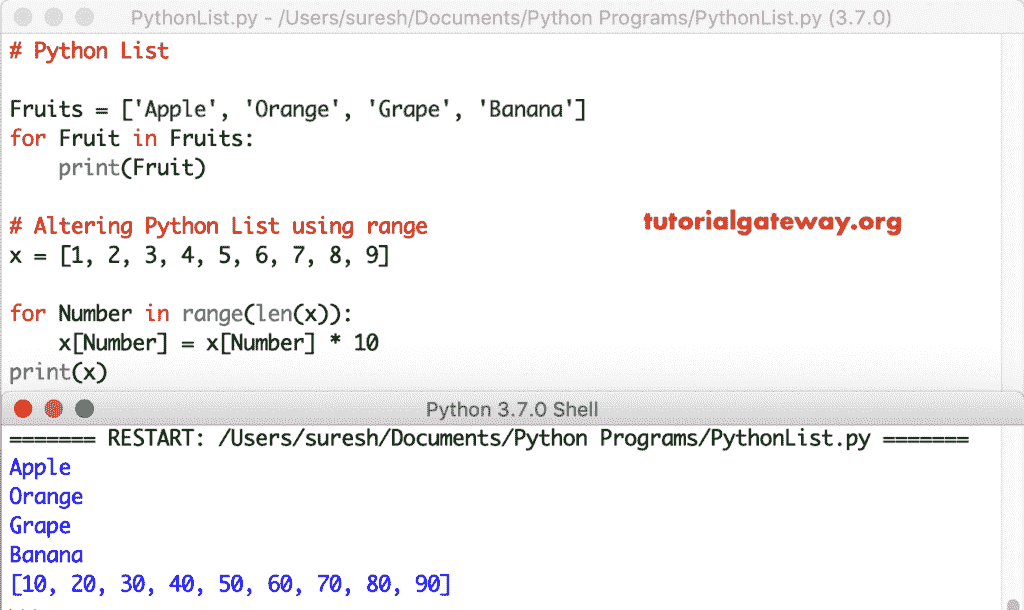 PythonList.py - /Users/suresh/Documents/Python Programs/PythonList.py (3.7.0)
# Python List
Fruits = ['Apple', 'Orange', 'Grape', 'Banana']
for Fruit in Fruits:
    print(Fruit)
# Altering Python List using range
tutorialgateway.org
x = [1, 2, 3, 4, 5, 6, 7, 8, 9]
for Number in range(len(x)):
    x[Number] = x[Number] * 10
print(x)
Python 3.7.0 Shell
======= RESTART: /Users/suresh/Documents/Python Programs/PythonList.py =======
Apple
Orange
Grape
Banana
[10, 20, 30, 40, 50, 60, 70, 80, 90]